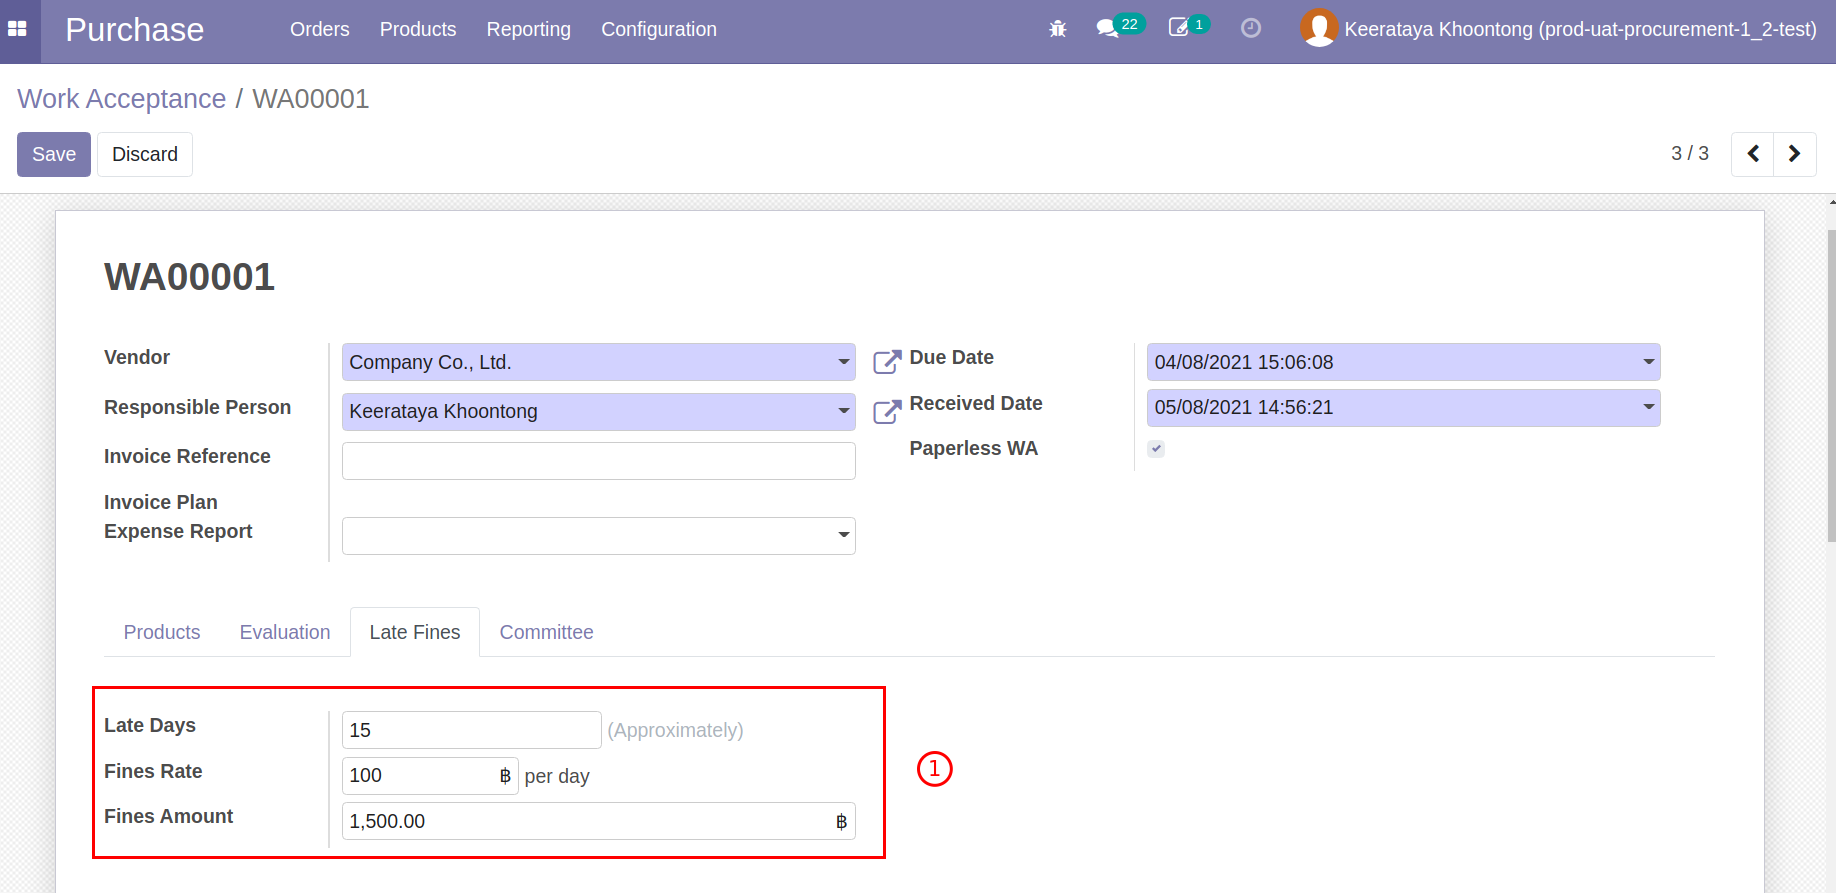 Purchase Orders Products Reporting Configuration 22 1 Keerataya Khoontong (prod-uat-procurement-1_2-test)
Work Acceptance / WA00001
Save Discard 3 / 3
WA00001
Vendor Company Co., Ltd. Due Date 04/08/2021 15:06:08
Responsible Person Keerataya Khoontong Received Date 05/08/2021 14:56:21
Invoice Reference Paperless WA
Invoice Plan
Expense Report
Products Evaluation Late Fines Committee
Late Days 15 (Approximately)
Fines Rate 100 ฿ per day
1
Fines Amount 1,500.00 ฿